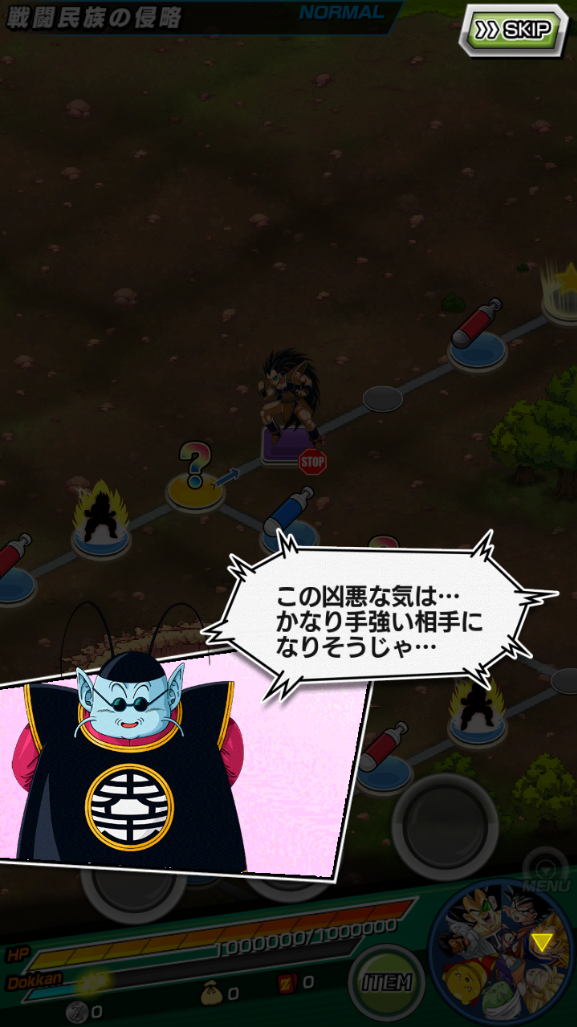 戦闘民族の侵略
NORMAL
SKIP
?
STOP
この凶悪な気は…
かなり手強い相手に
なりそうじゃ…
MENU
HP
1000000/1000000
Dokkan
Z 0
0
Z 0
ITEM